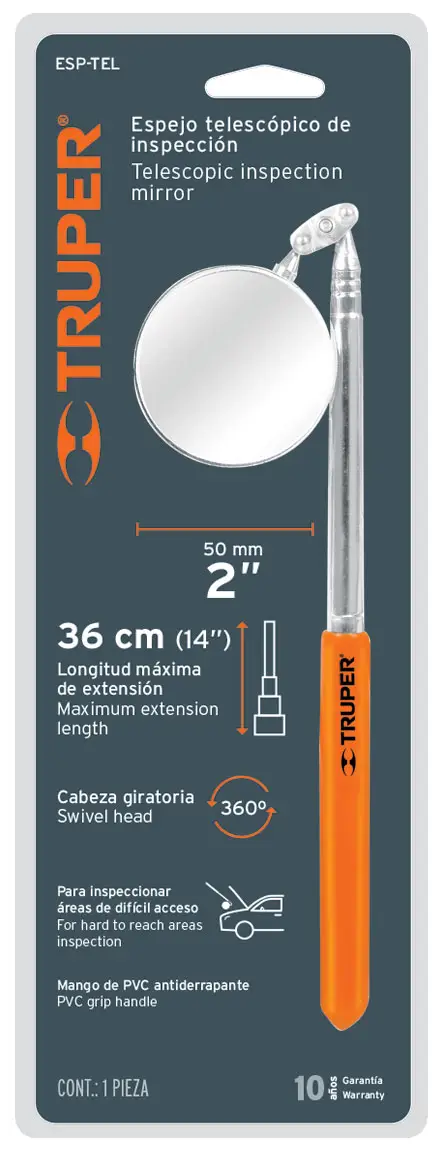 ESP-TEL
TRUPER®
Espejo telescópico de
inspección
Telescopic inspection
mirror
50 mm
2"
36 cm (14")
Longitud máxima
de extensión
Maximum extension
length
TRUPER®
Cabeza giratoria
Swivel head
360º
Para inspeccionar
áreas de difícil acceso
For hard to reach areas
inspection
Mango de PVC antiderrapante
PVC grip handle
CONT.: 1 PIEZA
10 años Garantía
Warranty